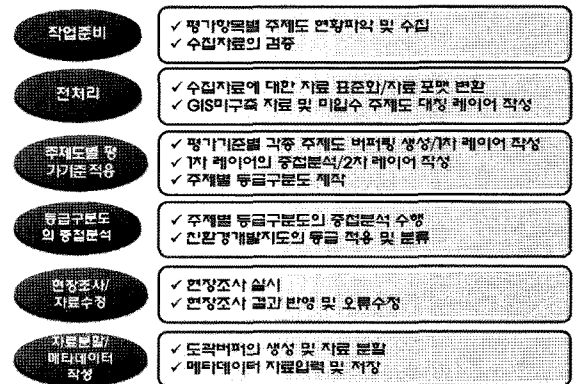 작업준비
✓ 평가항목별 주제도 현황파악 및 수집
✓ 수집자료의 검증
전처리
✓ 수집자료에 대한 자료 표준화/자료 포맷 변환
✓ GIS미구축 자료 및 미입수 주제도 대칭 레이어 작성
주제도별 평
가기준적용
✓ 평가기준별 각종 주제도 버퍼링 생성/1차 레이어 작성
✓ 1차 레이어의 중첩분석/2차 레이어 작성
✓ 주제별 등급구분도 제작
등급구분도
의 중첩분석
✓ 주제별 등급구분도의 중첩분석 수행
✓ 친환경개발지도의 등급 적용 및 분류
현장조사/
자료수정
✓ 현장조사 실시
✓ 현장조사 결과 반영 및 오류수정
자료분할/
메타데이터
작성
✓ 도곽버퍼의 생성 및 자료 분할
✓ 메타데이터 자료입력 및 저장